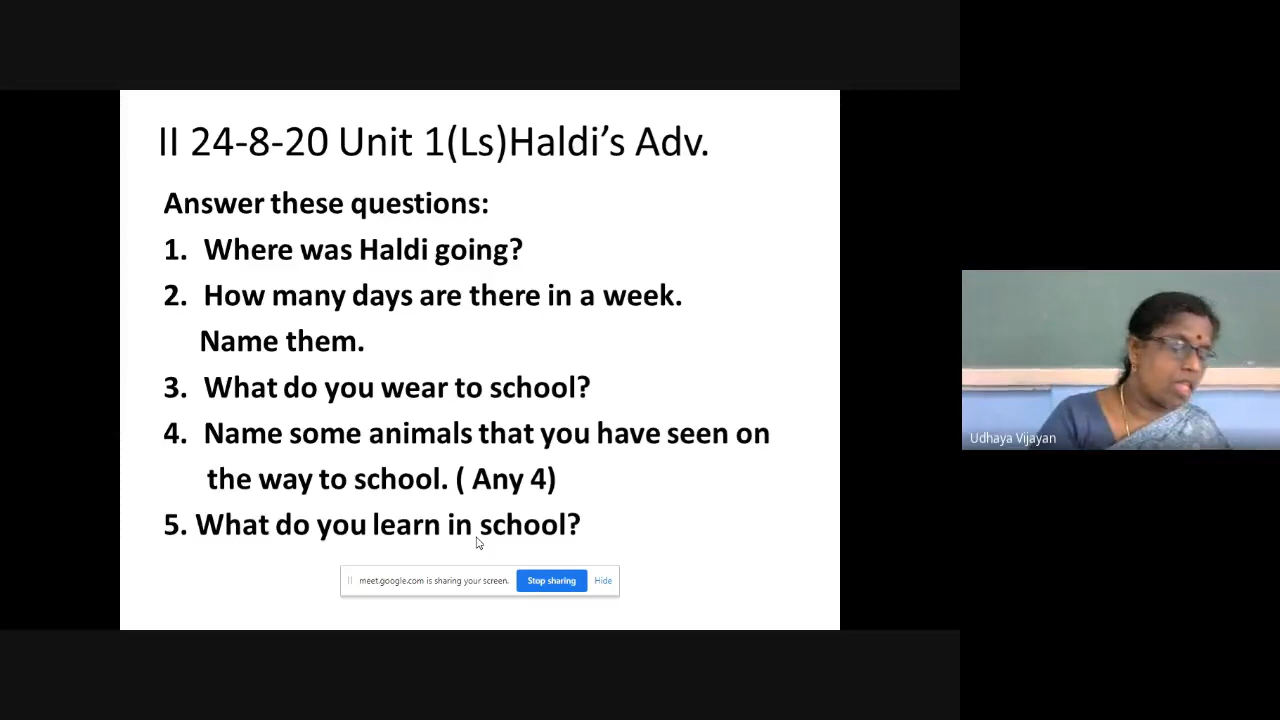 II 24-8-20 Unit 1(Ls)Haldi’s Adv.
Answer these questions:
1. Where was Haldi going?
2. How many days are there in a week.
Name them.
3. What do you wear to school?
4. Name some animals that you have seen on
the way to school. ( Any 4)
5. What do you learn in school?
meet.google.com is sharing your screen. Stop sharing Hide
Udhaya Vijayan